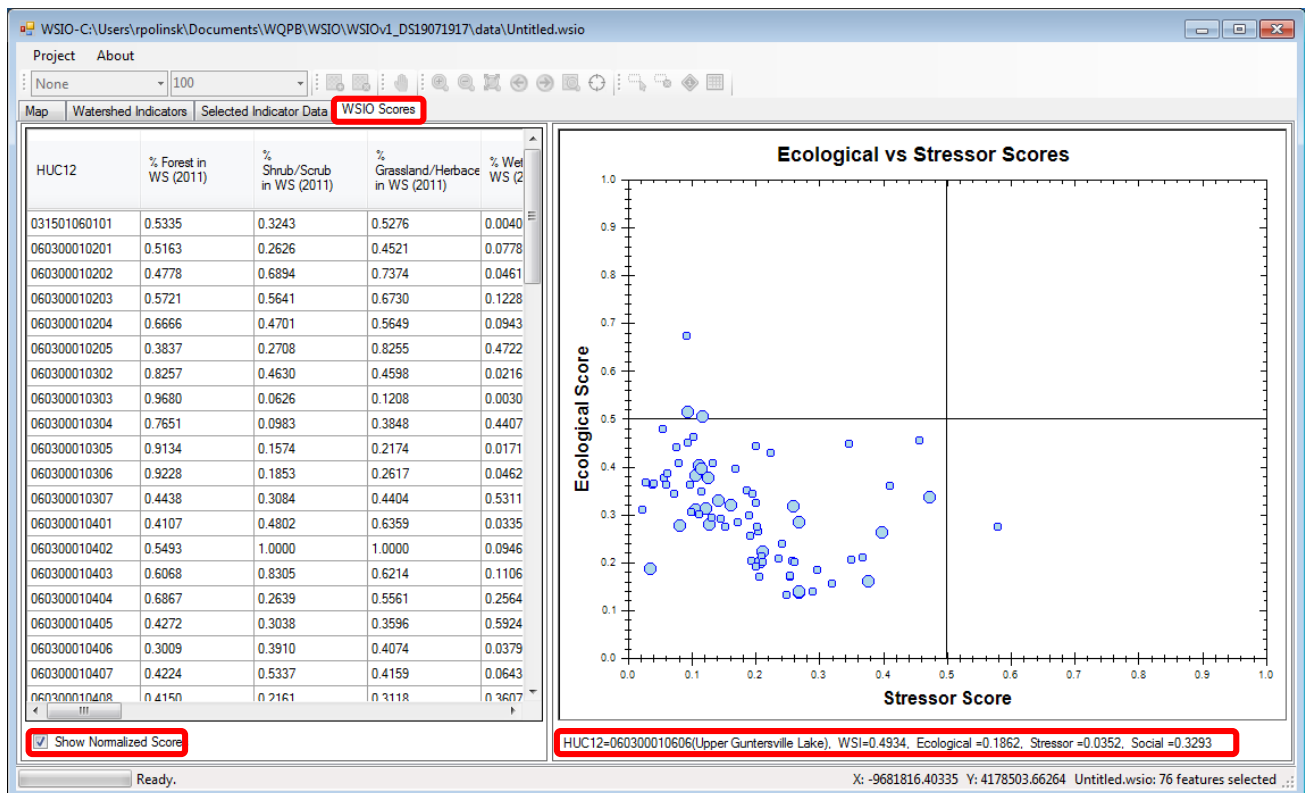 WSIO-C:\Users\rpolinsk\Documents\WQPB\WSIO\WSIOv1_DS19071917\data\Untitled.wsio
Project About
None 100
Map Watershed Indicators Selected Indicator Data WSIO Scores
HUC12 % Forest in WS (2011) % Shrub/Scrub in WS (2011) % Grassland/Herbace in WS (2011) % Wet WS (2
031501060101 0.5335 0.3243 0.5276 0.0040
060300010201 0.5163 0.2626 0.4521 0.0778
060300010202 0.4778 0.6894 0.7374 0.0461
060300010203 0.5721 0.5641 0.6730 0.1228
060300010204 0.6666 0.4701 0.5649 0.0943
060300010205 0.3837 0.2708 0.8255 0.4722
060300010302 0.8257 0.4630 0.4598 0.0216
060300010303 0.9680 0.0626 0.1208 0.0030
060300010304 0.7651 0.0983 0.3848 0.4407
060300010305 0.9134 0.1574 0.2174 0.0171
060300010306 0.9228 0.1853 0.2617 0.0462
060300010307 0.4438 0.3084 0.4404 0.5311
060300010401 0.4107 0.4802 0.6359 0.0335
060300010402 0.5493 1.0000 1.0000 0.0946
060300010403 0.6068 0.8305 0.6214 0.1106
060300010404 0.6867 0.2639 0.5561 0.2564
060300010405 0.4272 0.3038 0.3596 0.5924
060300010406 0.3009 0.3910 0.4074 0.0379
060300010407 0.4224 0.5337 0.4159 0.0643
060300010408 0.4150 0.2161 0.3118 0.3607
Show Normalized Score
Ecological vs Stressor Scores
1.0
0.9
0.8
0.7
0.6
0.5
0.4
0.3
0.2
0.1
0.0
Ecological Score
0.0 0.1 0.2 0.3 0.4 0.5 0.6 0.7 0.8 0.9 1.0
Stressor Score
HUC12=060300010606(Upper Guntersville Lake), WSI=0.4934, Ecological =0.1862, Stressor =0.0352, Social =0.3293
Ready. X: -9681816.40335 Y: 4178503.66264 Untitled.wsio: 76 features selected